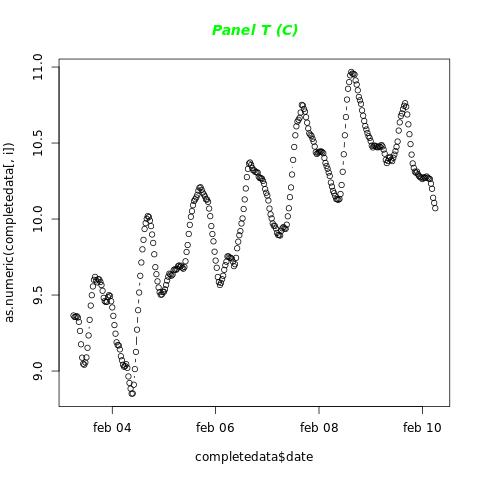 Panel T (C)
as.numeric(completedata[, i])
11.0
10.5
10.0
9.5
9.0
feb 04
feb 06
feb 08
feb 10
completedata$date